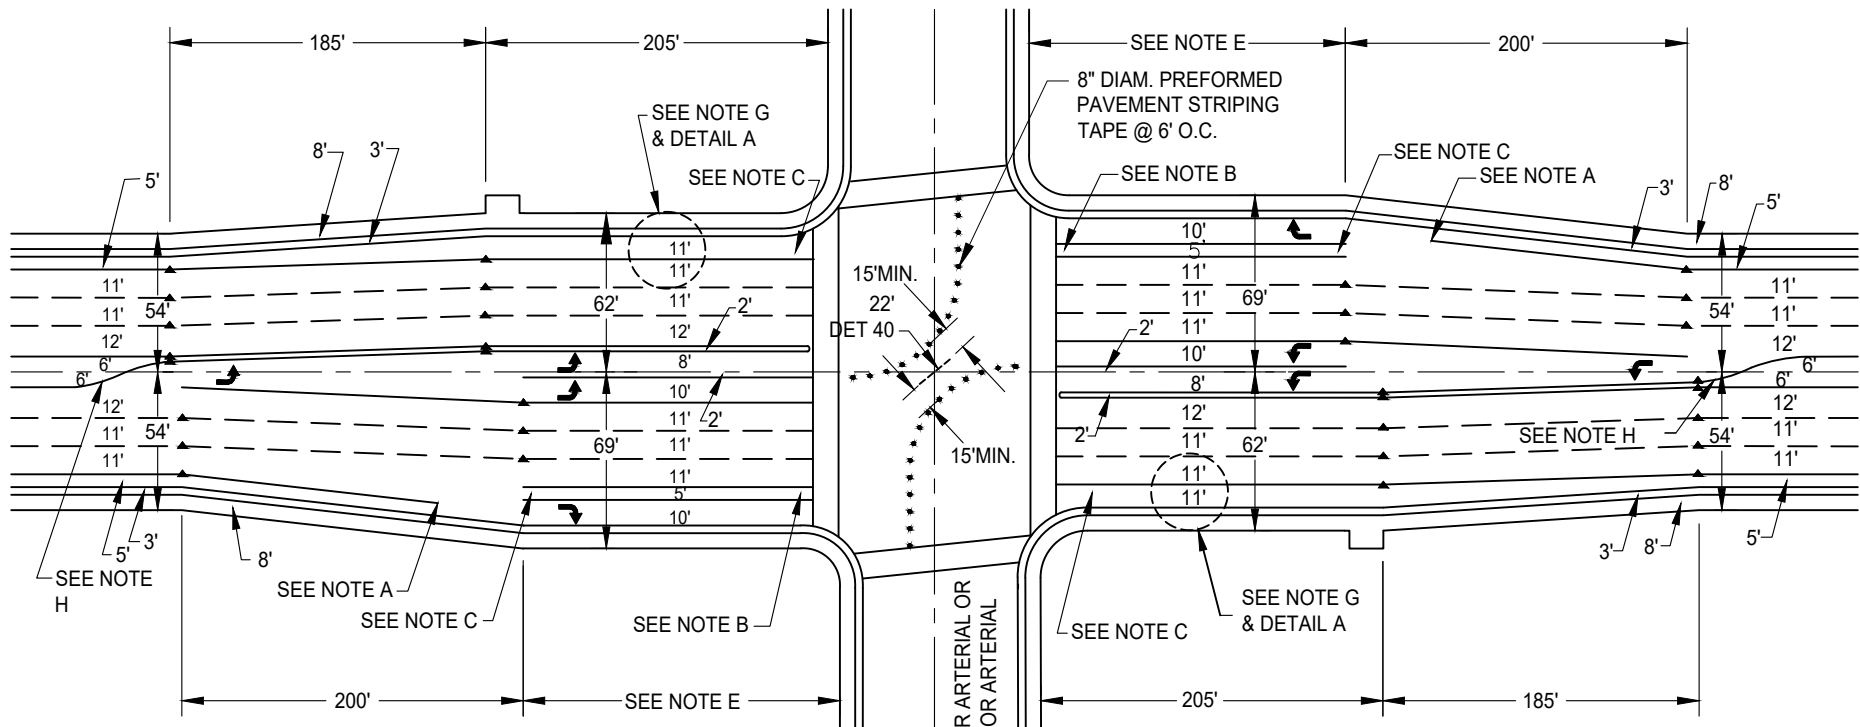 185'
205'
SEE NOTE E
200'
8" DIAM. PREFORMED
PAVEMENT STRIPING
TAPE @ 6' O.C.
SEE NOTE G
& DETAIL A
8'
3'
5'
SEE NOTE C
SEE NOTE B
SEE NOTE C
SEE NOTE A
3'
8'
5'
11'
11'
54'
12'
6'
6'
12'
11'
54'
11'
62'
11'
11'
11'
12'
2'
8'
10'
2'
11'
69'
11'
11'
5'
10'
15'MIN.
22'
DET 40
15'MIN.
10'
5'
11'
11'
69'
11'
2'
10'
8'
12'
2'
11'
62'
11'
11'
11'
11'
54'
12'
6'
6'
12'
SEE NOTE H
11'
54'
11'
5'
3'
8'
SEE NOTE
H
SEE NOTE A
SEE NOTE C
SEE NOTE B
SEE NOTE C
SEE NOTE G
& DETAIL A
3'
8'
5'
200'
SEE NOTE E
R ARTERIAL OR
OR ARTERIAL
205'
185'